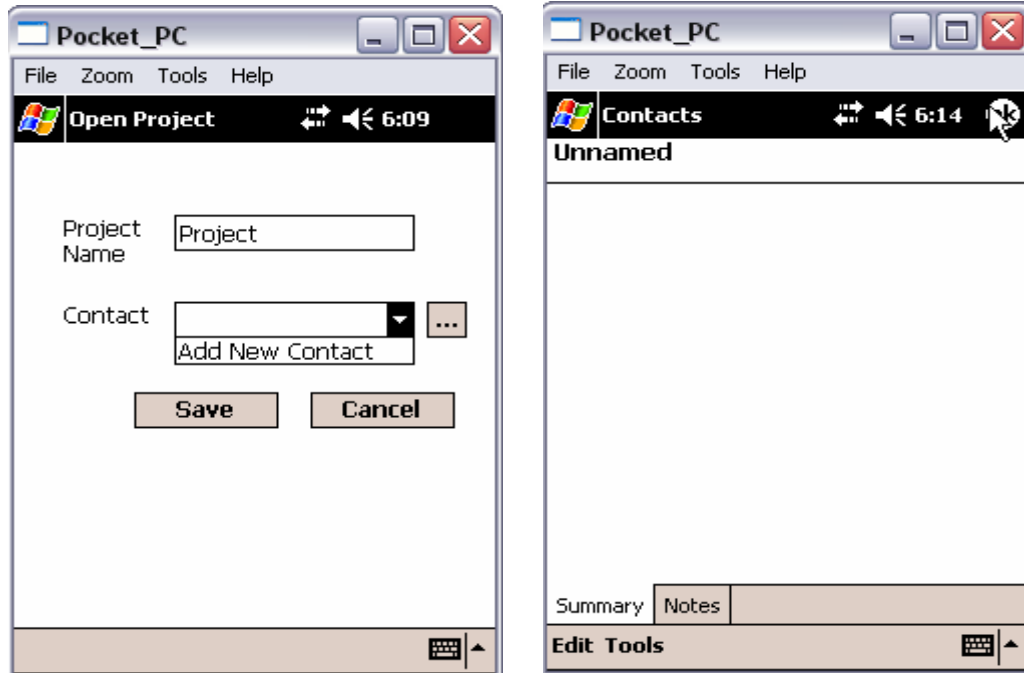 Pocket_PC
File Zoom Tools Help
Open Project 6:09
Project
Name
Project
Contact
...
Add New Contact
Save Cancel
Pocket_PC
File Zoom Tools Help
Contacts 6:14
Unnamed
Summary Notes
Edit Tools